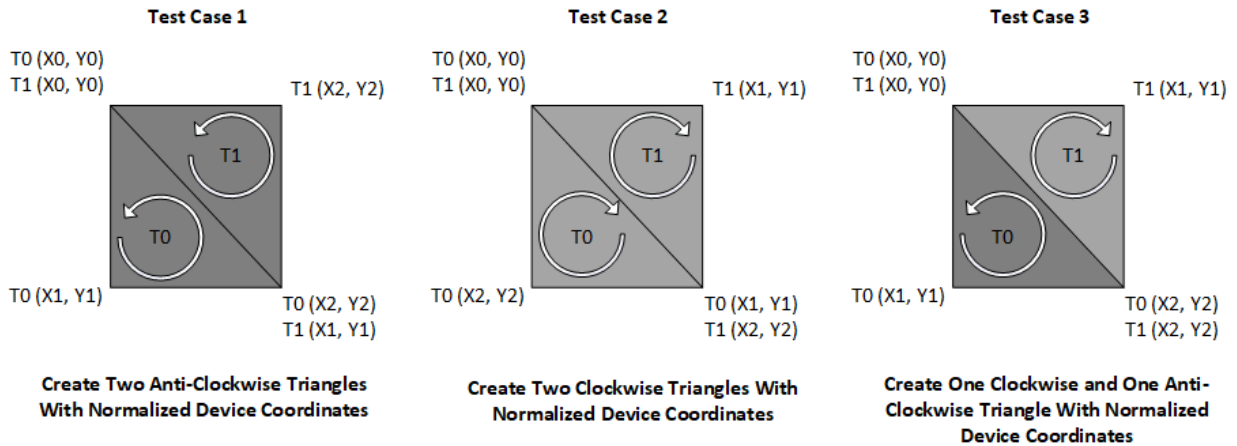 Test Case 1
T0 (X0, Y0)
T1 (X0, Y0)
T1 (X2, Y2)
T1
T0
T0 (X1, Y1)
T0 (X2, Y2)
T1 (X1, Y1)
Create Two Anti-Clockwise Triangles
With Normalized Device Coordinates
Test Case 2
T0 (X0, Y0)
T1 (X0, Y0)
T1 (X1, Y1)
T1
T0
T0 (X2, Y2)
T0 (X1, Y1)
T1 (X2, Y2)
Create Two Clockwise Triangles With
Normalized Device Coordinates
Test Case 3
T0 (X0, Y0)
T1 (X0, Y0)
T1 (X1, Y1)
T1
T0
T0 (X1, Y1)
T0 (X2, Y2)
T1 (X2, Y2)
Create One Clockwise and One Anti-
Clockwise Triangle With Normalized
Device Coordinates